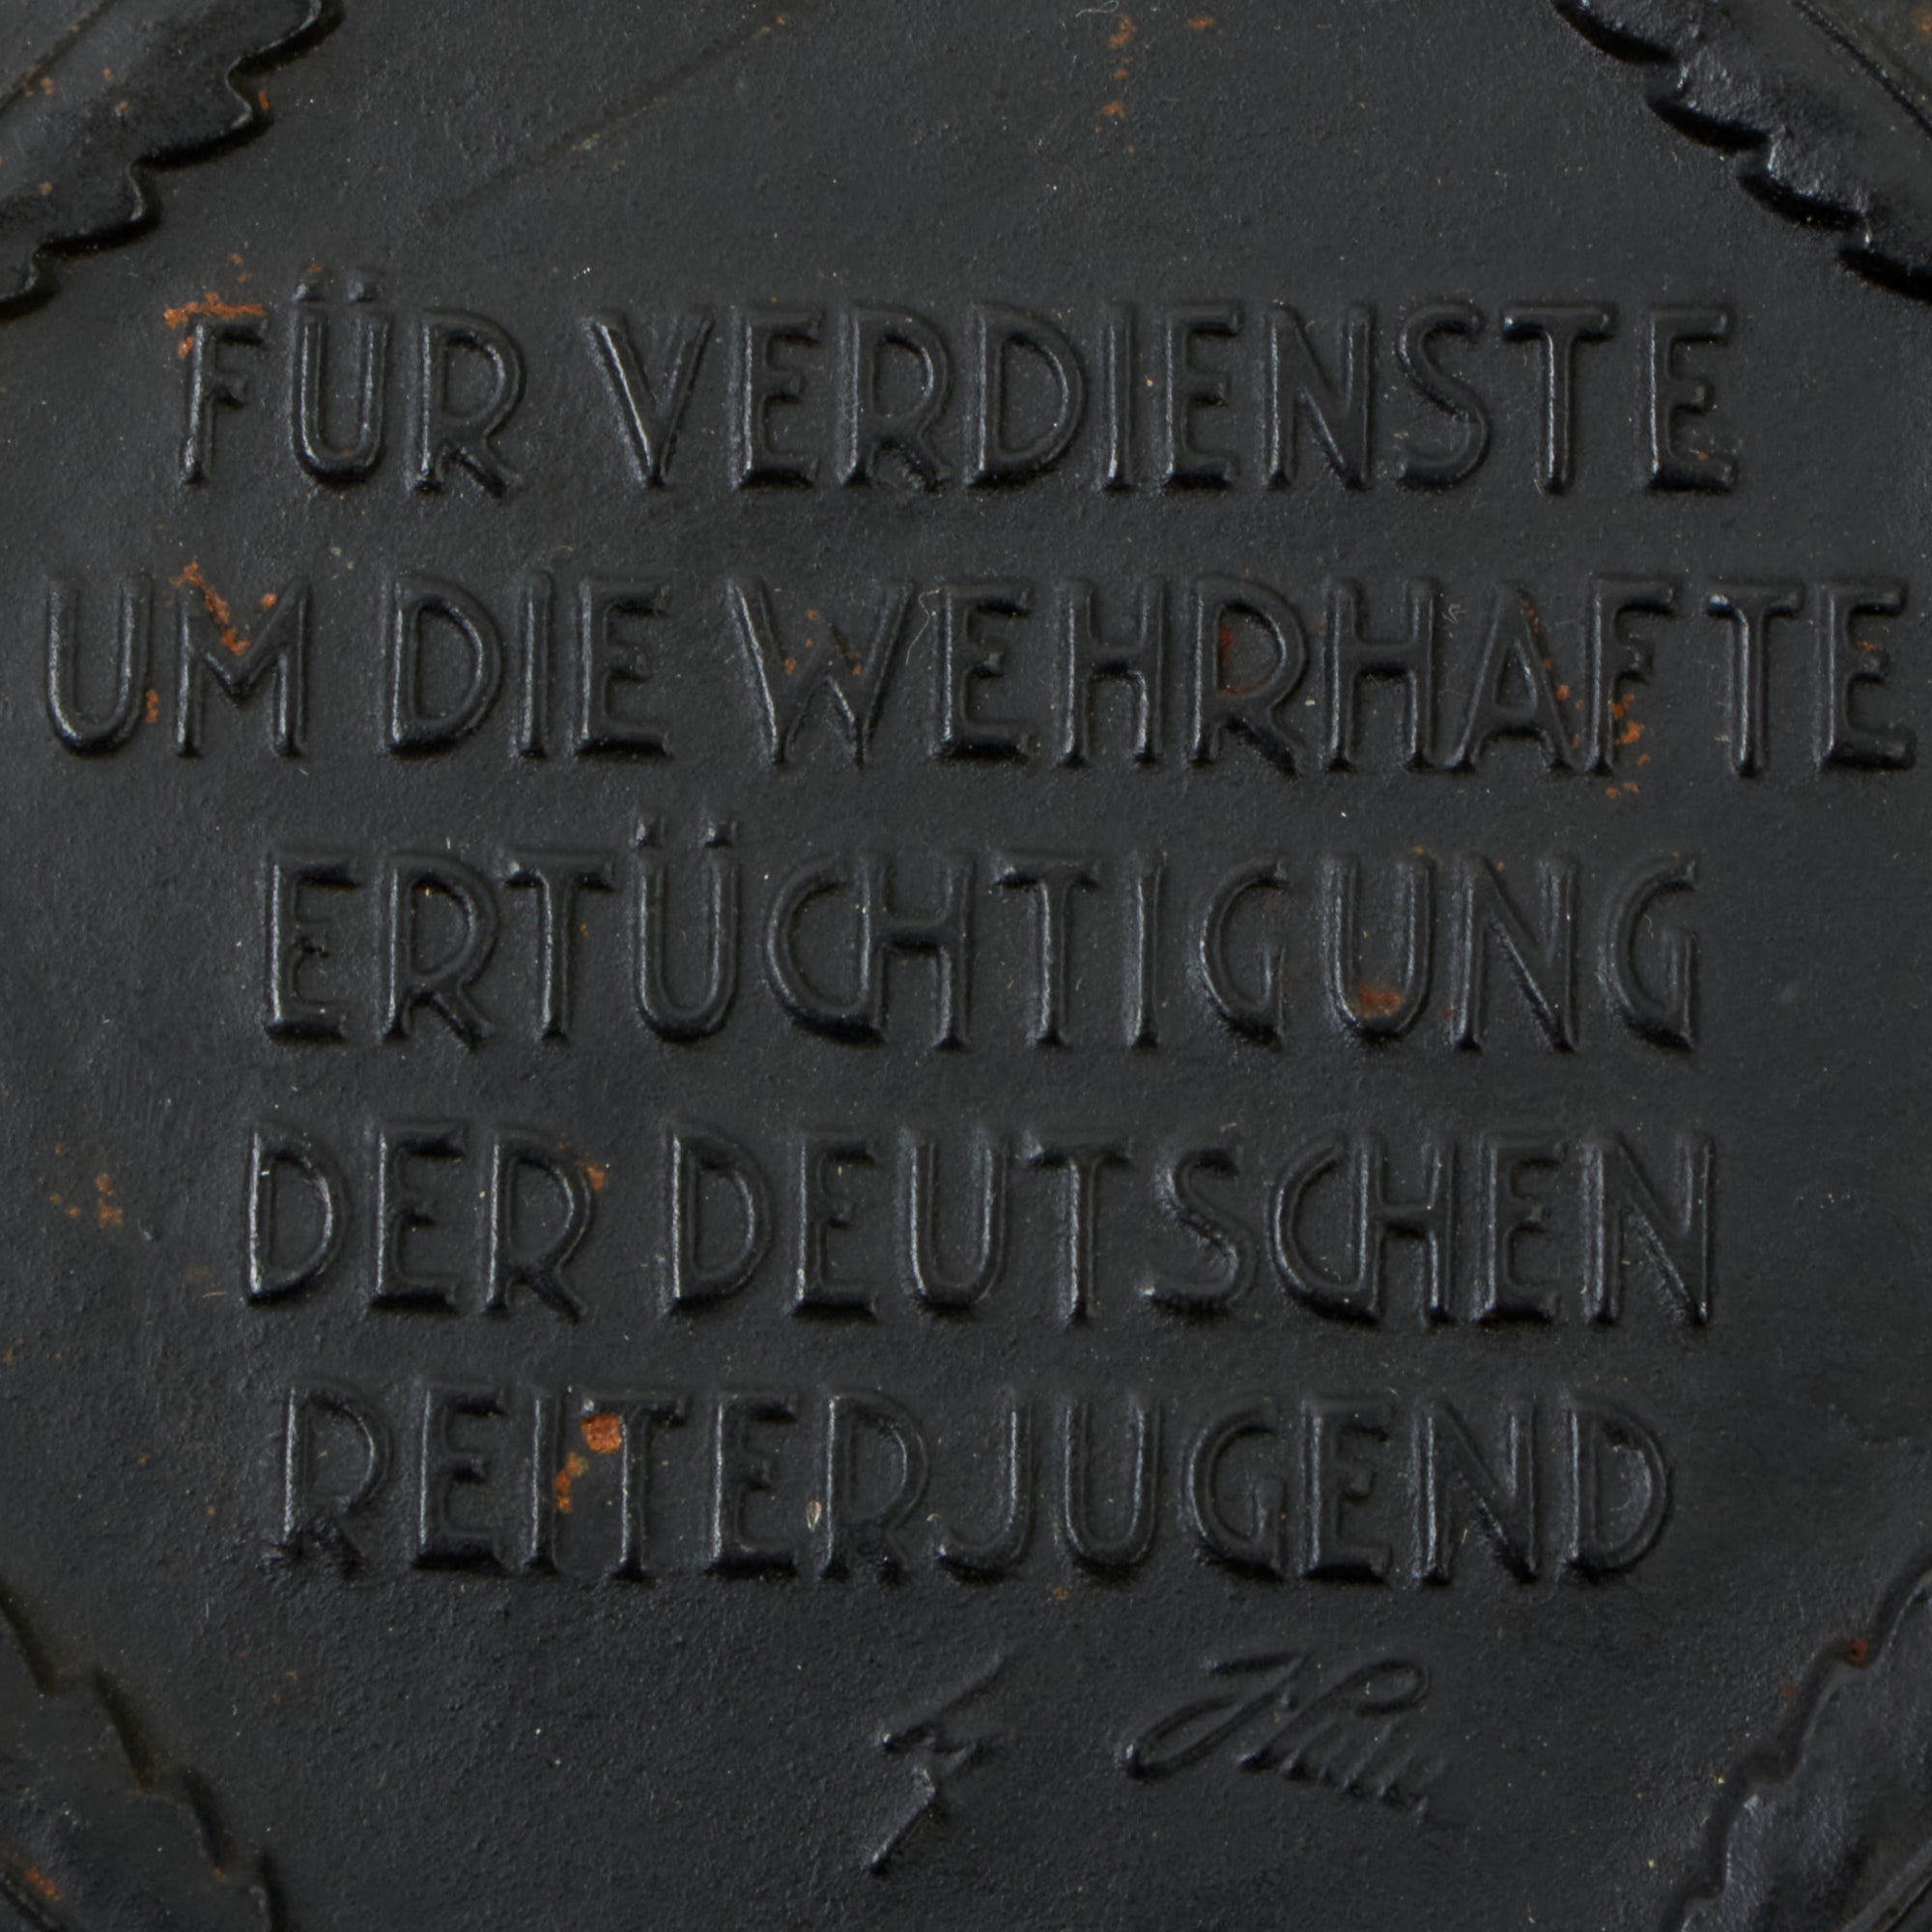 FÜR VERDIENSTE
UM DIE WEHRHAFTE
ERTÜCHTIGUNG
DER DEUTSCHEN
REITERJUGEND